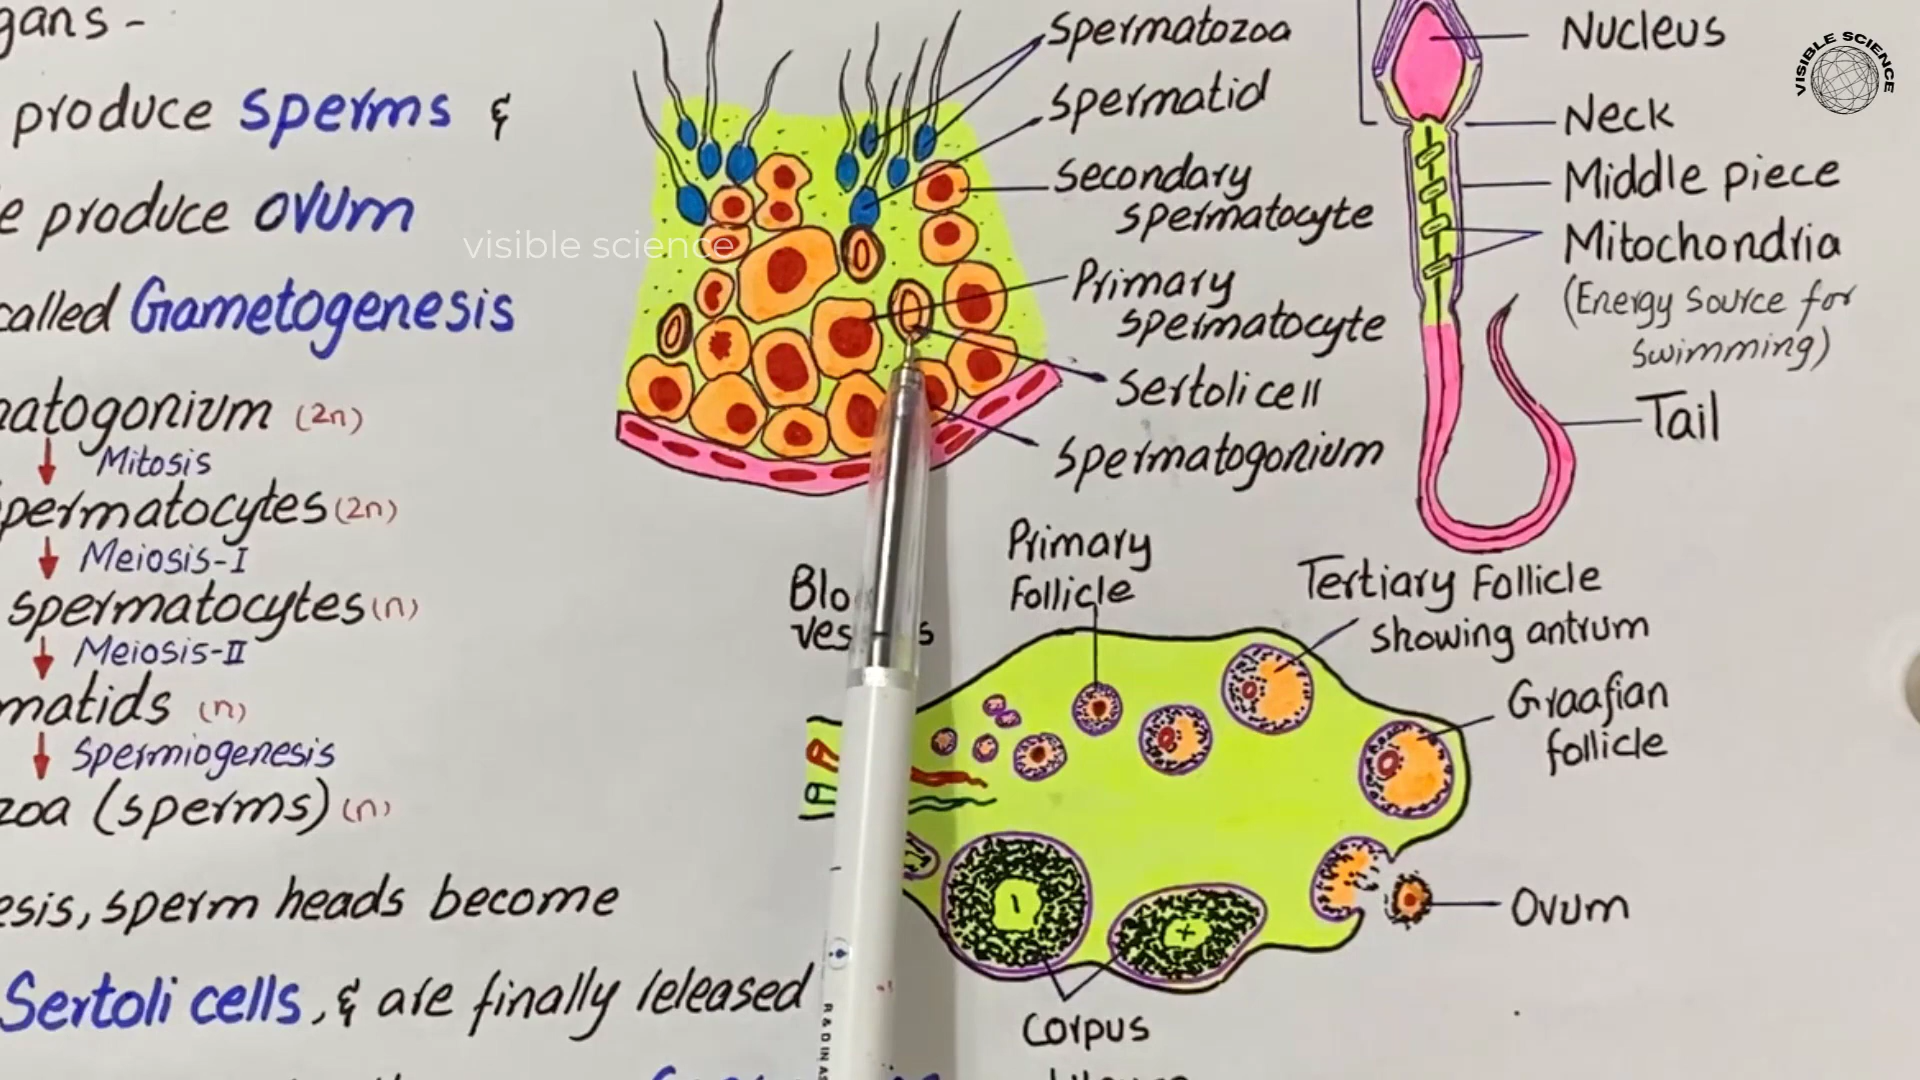 gans -
produce sperms &
e produce ovum
called Gametogenesis
matogonium (2n)
Mitosis
permatocytes (2n)
Meiosis-I
spermatocytes (n)
Meiosis-II
matids (n)
Spermiogenesis
zoa (sperms) (n)
esis, sperm heads become
Sertoli cells, & are finally released
Spermatozoa
Spermatid
Secondary
spermatocyte
Primary
spermatocyte
Sertoli cell
Spermatogonium
Nucleus
Neck
Middle piece
Mitochondria
(Energy Source for
swimming)
Tail
VISIBLE SCIENCE
visible science
Primary
Follicle
Tertiary Follicle
showing antrum
Graafian
follicle
Ovum
Corpus
R & D IN